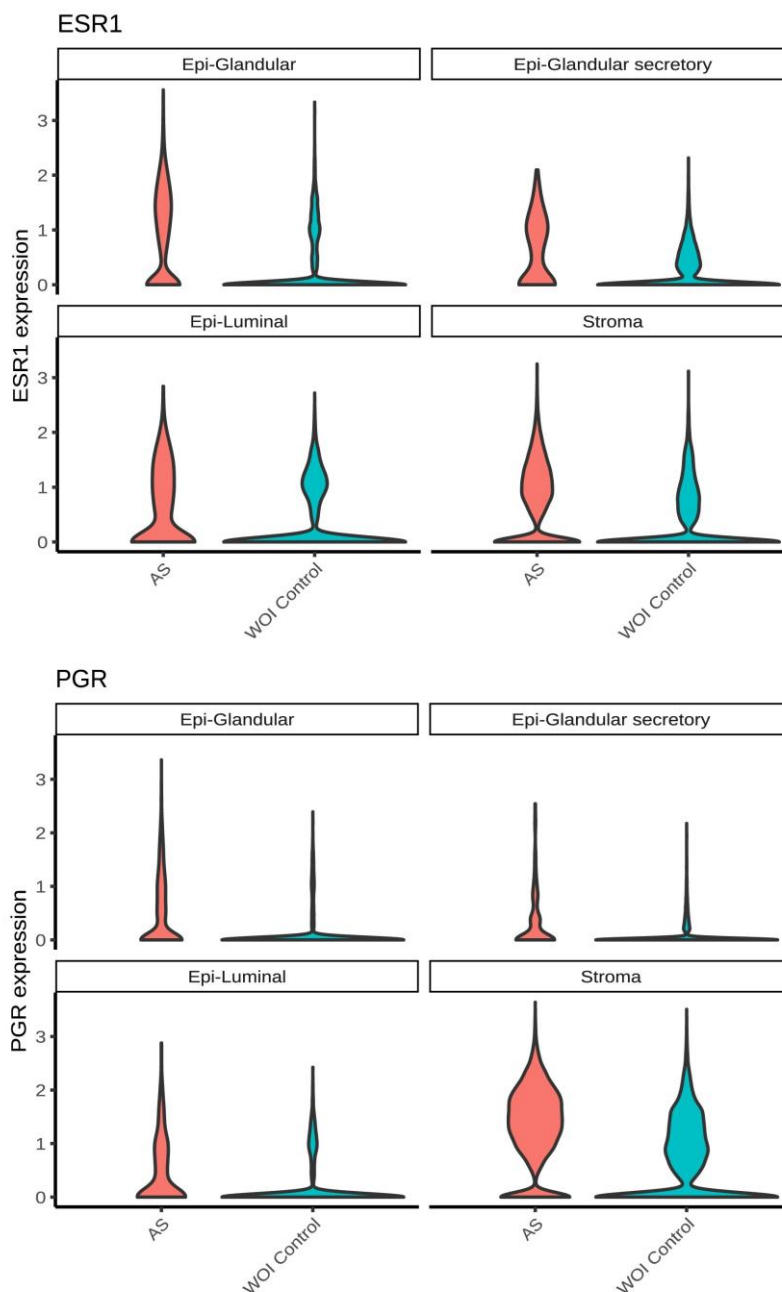 ESR1
Epi-Glandular Epi-Glandular secretory
3
2
1
0
Epi-Luminal Stroma
3
2
1
0
ESR1 expression
AS WOI Control AS WOI Control
PGR
Epi-Glandular Epi-Glandular secretory
3
2
1
0
Epi-Luminal Stroma
3
2
1
0
PGR expression
AS WOI Control AS WOI Control